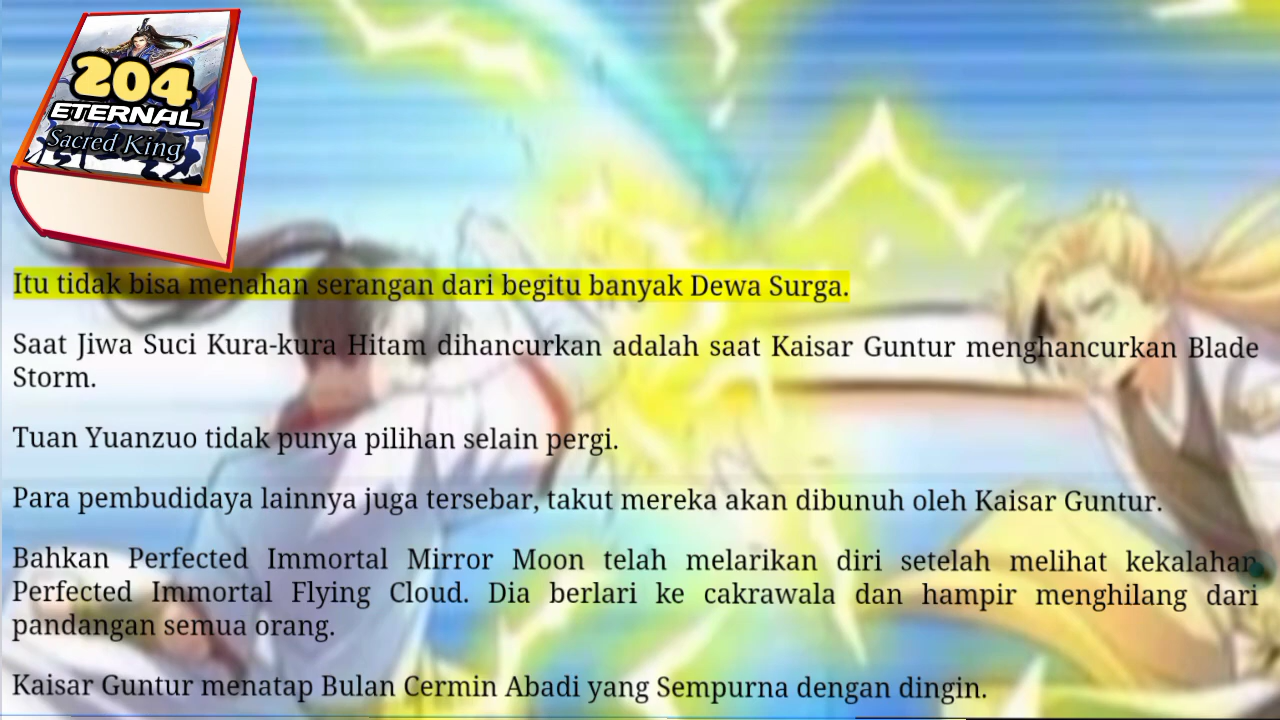 204
ETERNAL
Sacred King
Itu tidak bisa menahan serangan dari begitu banyak Dewa Surga.
Saat Jiwa Suci Kura-kura Hitam dihancurkan adalah saat Kaisar Guntur menghancurkan Blade
Storm.
Tuan Yuanzuo tidak punya pilihan selain pergi.
Para pembudidaya lainnya juga tersebar, takut mereka akan dibunuh oleh Kaisar Guntur.
Bahkan Perfected Immortal Mirror Moon telah melarikan diri setelah melihat kekalahan
Perfected Immortal Flying Cloud. Dia berlari ke cakrawala dan hampir menghilang dari
pandangan semua orang.
Kaisar Guntur menatap Bulan Cermin Abadi yang Sempurna dengan dingin.